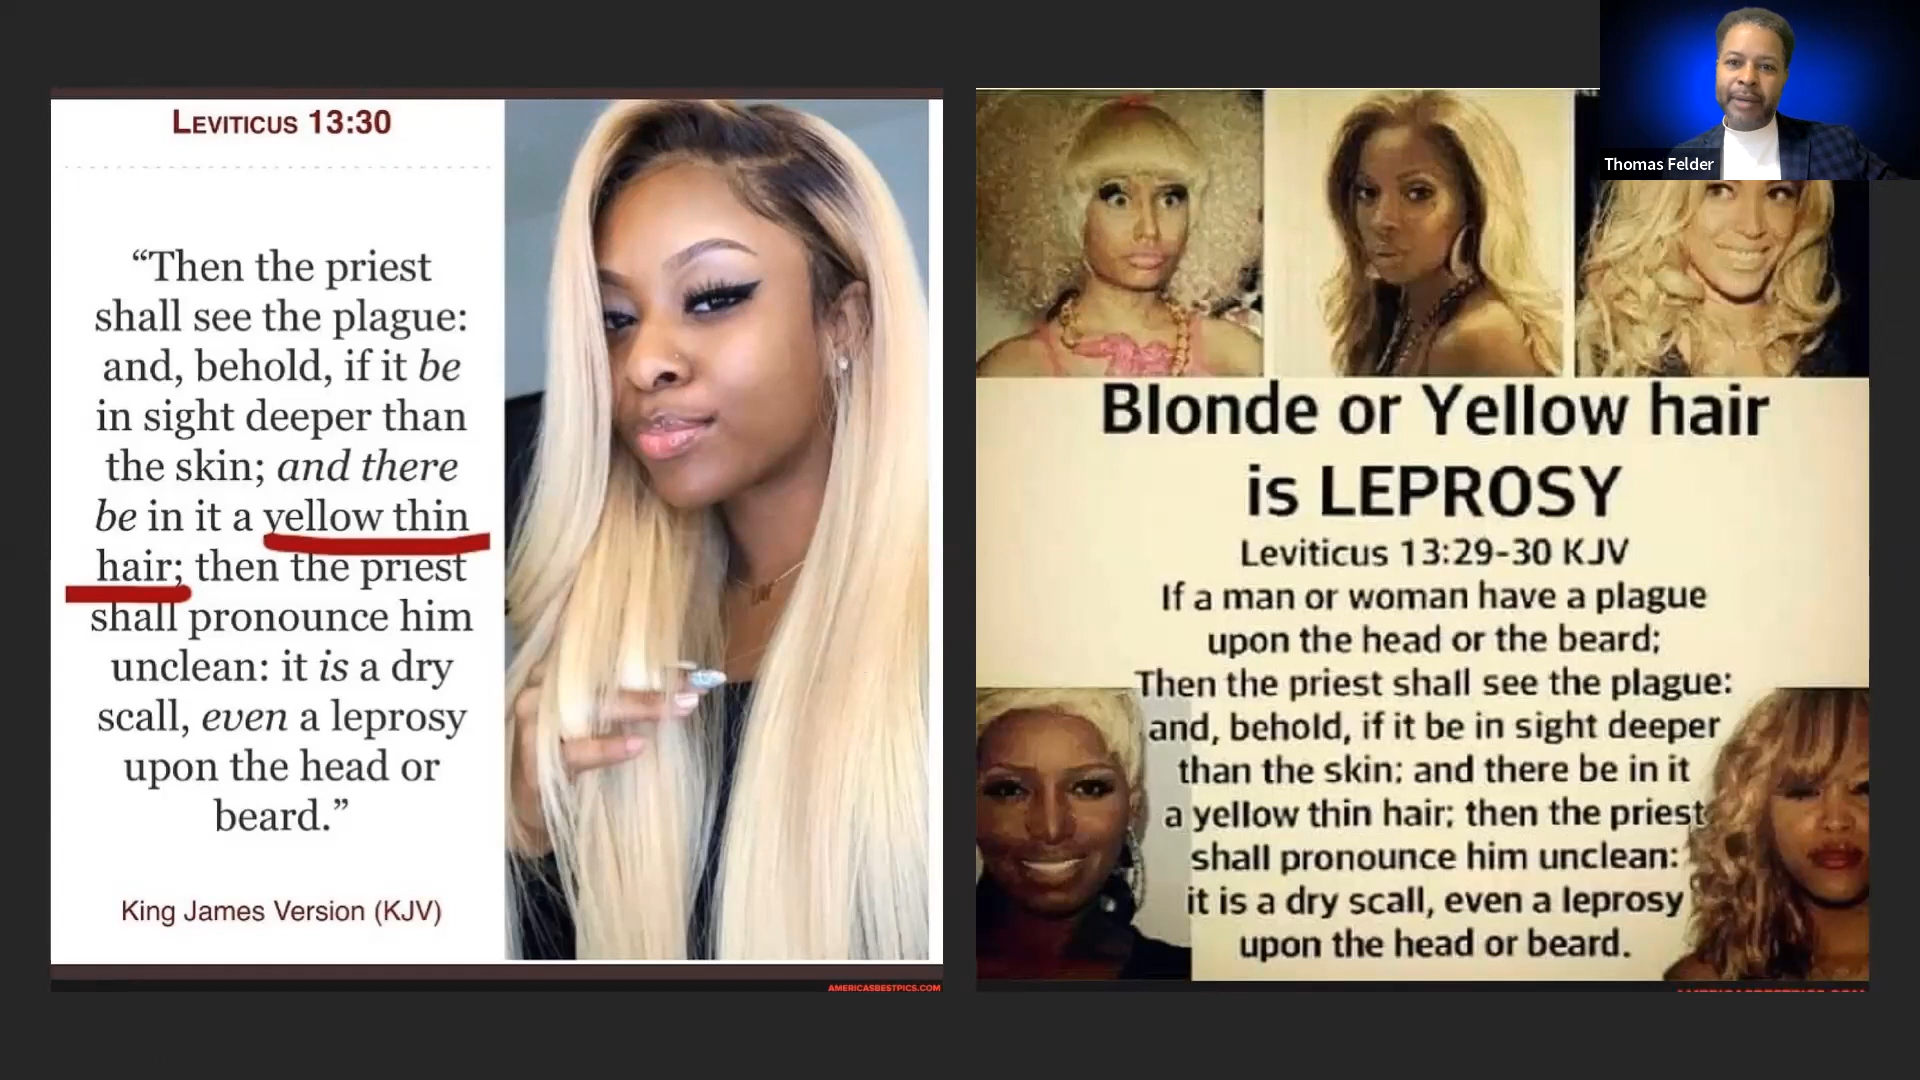 LEVITICUS 13:30
“Then the priest
shall see the plague:
and, behold, if it be
in sight deeper than
the skin; and there
be in it a yellow thin
hair; then the priest
shall pronounce him
unclean: it is a dry
scall, even a leprosy
upon the head or
beard.”
King James Version (KJV)
AMERICASBESTPICS.COM
Thomas Felder
Blonde or Yellow hair
is LEPROSY
Leviticus 13:29-30 KJV
If a man or woman have a plague
upon the head or the beard;
Then the priest shall see the plague:
and, behold, if it be in sight deeper
than the skin; and there be in it
a yellow thin hair; then the priest
shall pronounce him unclean:
it is a dry scall, even a leprosy
upon the head or beard.